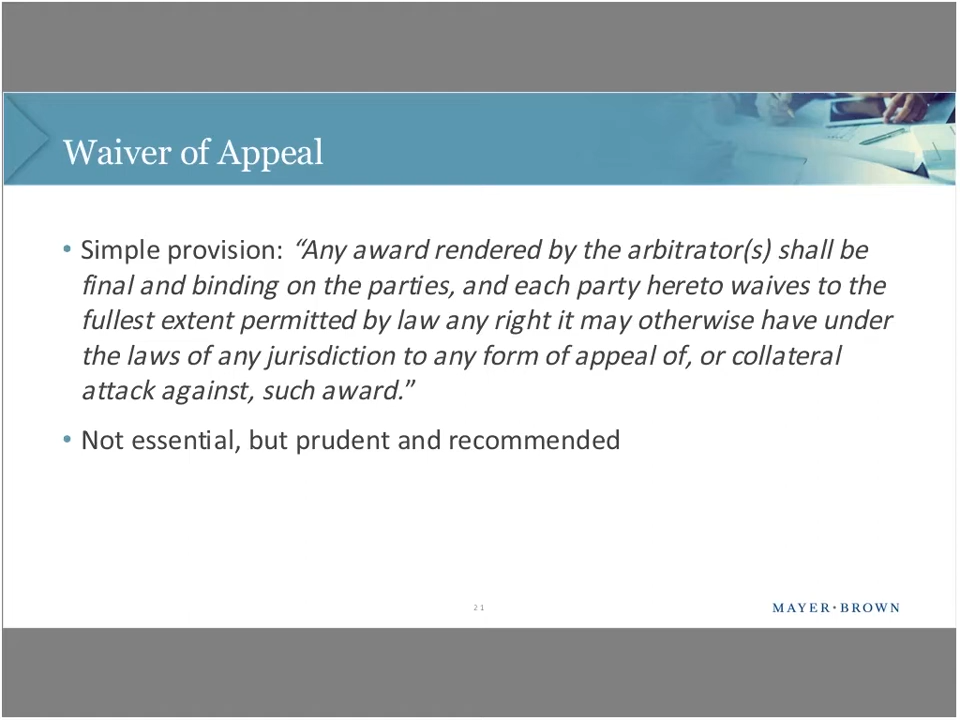 Waiver of Appeal
• Simple provision: “Any award rendered by the arbitrator(s) shall be
final and binding on the parties, and each party hereto waives to the
fullest extent permitted by law any right it may otherwise have under
the laws of any jurisdiction to any form of appeal of, or collateral
attack against, such award.”
• Not essential, but prudent and recommended
21
MAYER•BROWN